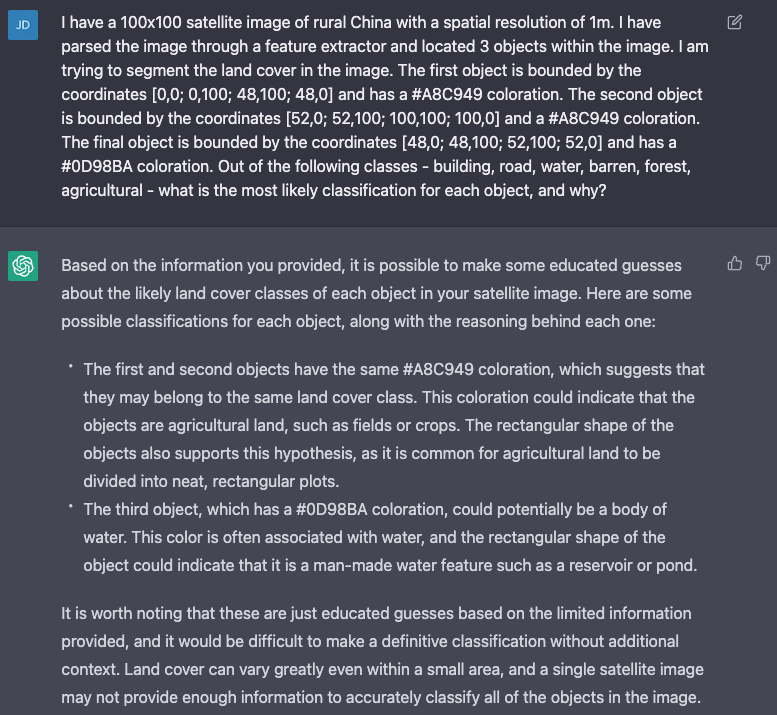 JD
I have a 100x100 satellite image of rural China with a spatial resolution of 1m. I have
parsed the image through a feature extractor and located 3 objects within the image. I am
trying to segment the land cover in the image. The first object is bounded by the
coordinates [0,0; 0,100; 48,100; 48,0] and has a #A8C949 coloration. The second object
is bounded by the coordinates [52,0; 52,100; 100,100; 100,0] and a #A8C949 coloration.
The final object is bounded by the coordinates [48,0; 48,100; 52,100; 52,0] and has a
#0D98BA coloration. Out of the following classes - building, road, water, barren, forest,
agricultural - what is the most likely classification for each object, and why?
Based on the information you provided, it is possible to make some educated guesses
about the likely land cover classes of each object in your satellite image. Here are some
possible classifications for each object, along with the reasoning behind each one:
• The first and second objects have the same #A8C949 coloration, which suggests that
they may belong to the same land cover class. This coloration could indicate that the
objects are agricultural land, such as fields or crops. The rectangular shape of the
objects also supports this hypothesis, as it is common for agricultural land to be
divided into neat, rectangular plots.
• The third object, which has a #0D98BA coloration, could potentially be a body of
water. This color is often associated with water, and the rectangular shape of the
object could indicate that it is a man-made water feature such as a reservoir or pond.
It is worth noting that these are just educated guesses based on the limited information
provided, and it would be difficult to make a definitive classification without additional
context. Land cover can vary greatly even within a small area, and a single satellite image
may not provide enough information to accurately classify all of the objects in the image.